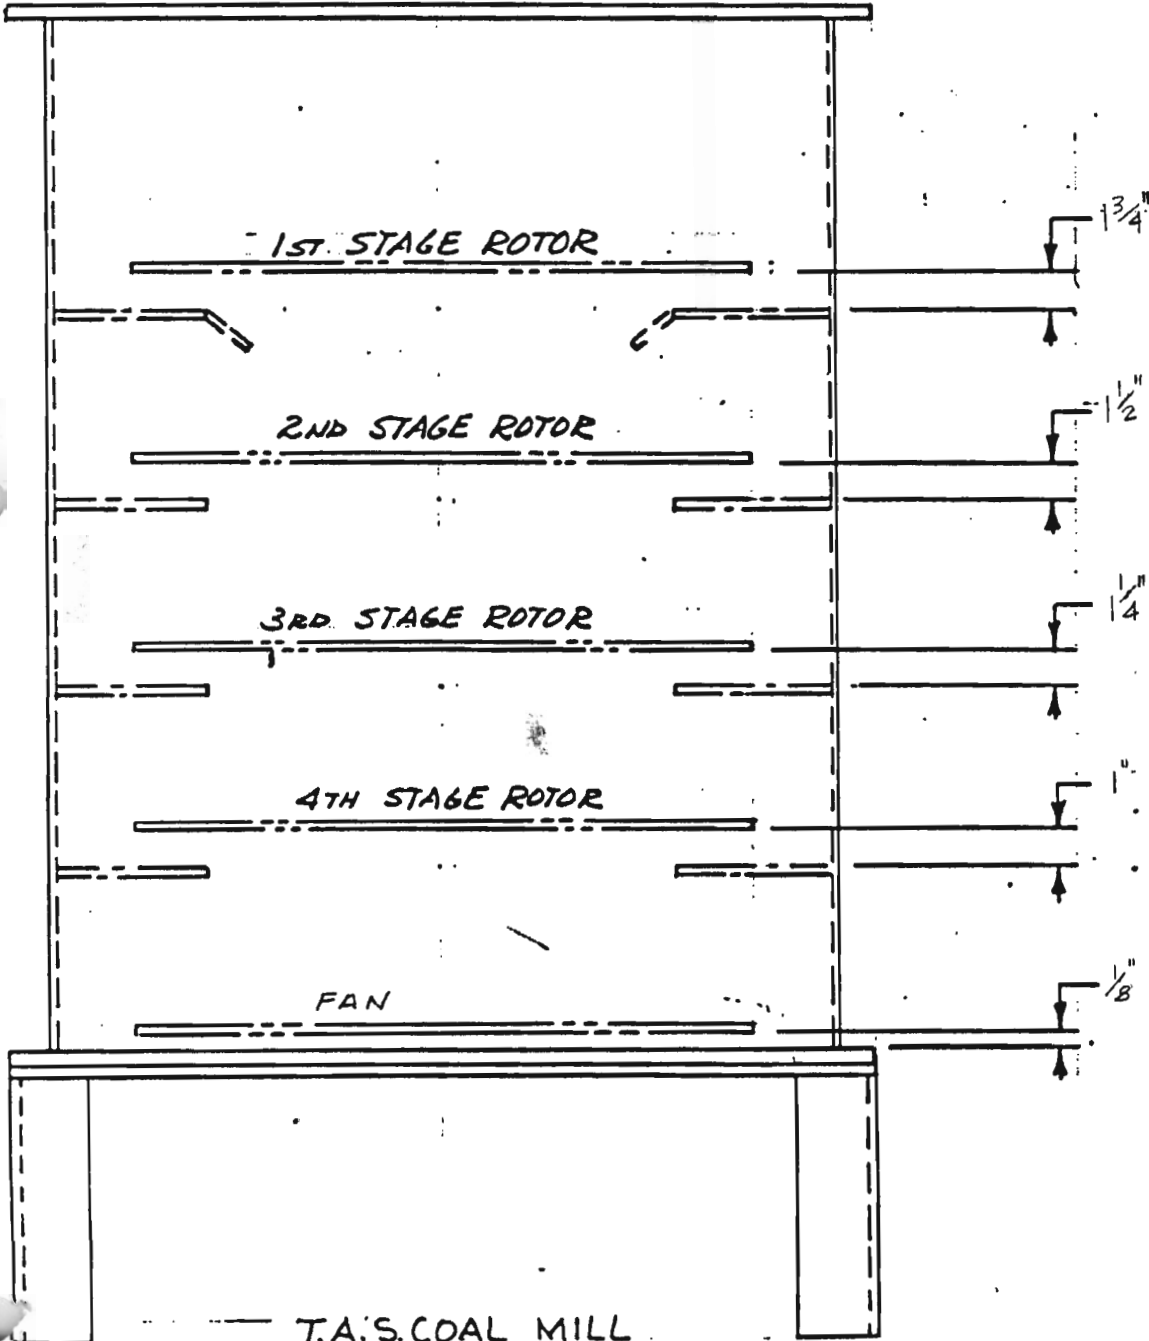 1 3/4"
1ST STAGE ROTOR
1 1/2"
2ND STAGE ROTOR
1 1/4"
3RD STAGE ROTOR
1"
4TH STAGE ROTOR
1/8"
FAN
T.A.'S. COAL MILL